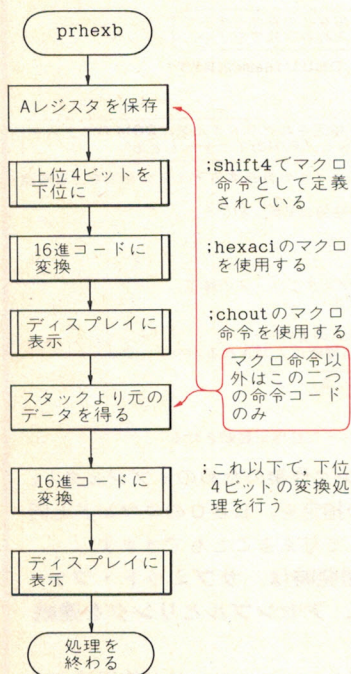 prhexb
Aレジスタを保存
上位4ビットを
下位に
;shift4でマクロ
命令として定義
されている
16進コードに
変換
;hexaciのマクロ
を使用する
ディスプレイに
表示
;choutのマクロ
命令を使用する
マクロ命令以
外はこの二つ
の命令コード
のみ
スタックより元の
データを得る
16進コードに
変換
;これ以下で,下位
4ビットの変換処
理を行う
ディスプレイに
表示
処理を
終わる